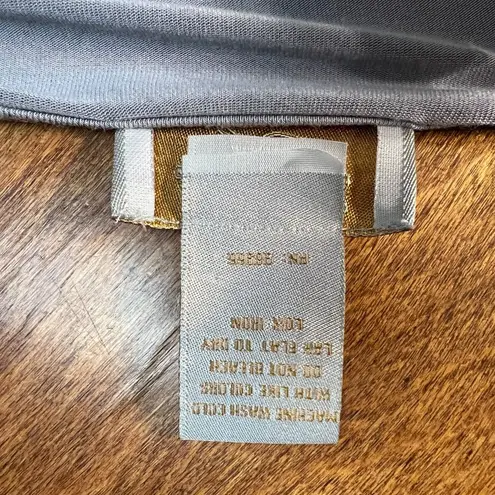 MACHINE WASH COLD
WITH LIKE COLORS
DO NOT BLEACH
LAY FLAT TO DRY
LOW IRON
RN: